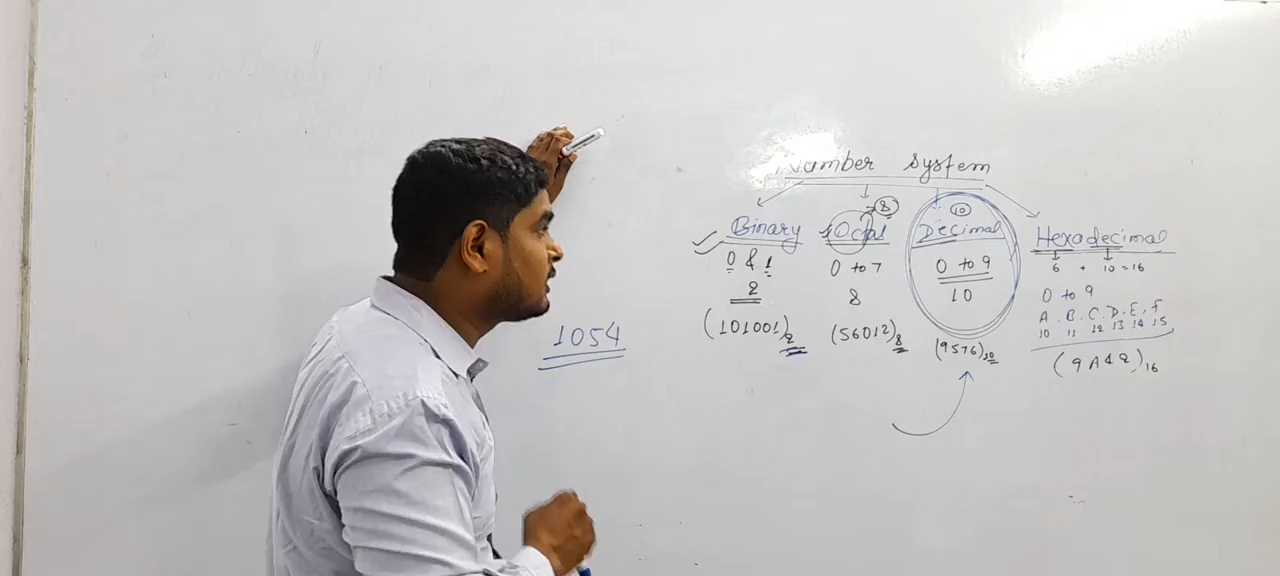 Number System
8
10
Binary Octal Decimal Hexadecimal
6 + 10 = 16
0 & 1
0 to 7
0 to 9
2
8
10
0 to 9
A . B . C . D . E . F
10 11 12 13 14 15
(101001)2
(56012)8
(9576)10
(9A42)16
1054